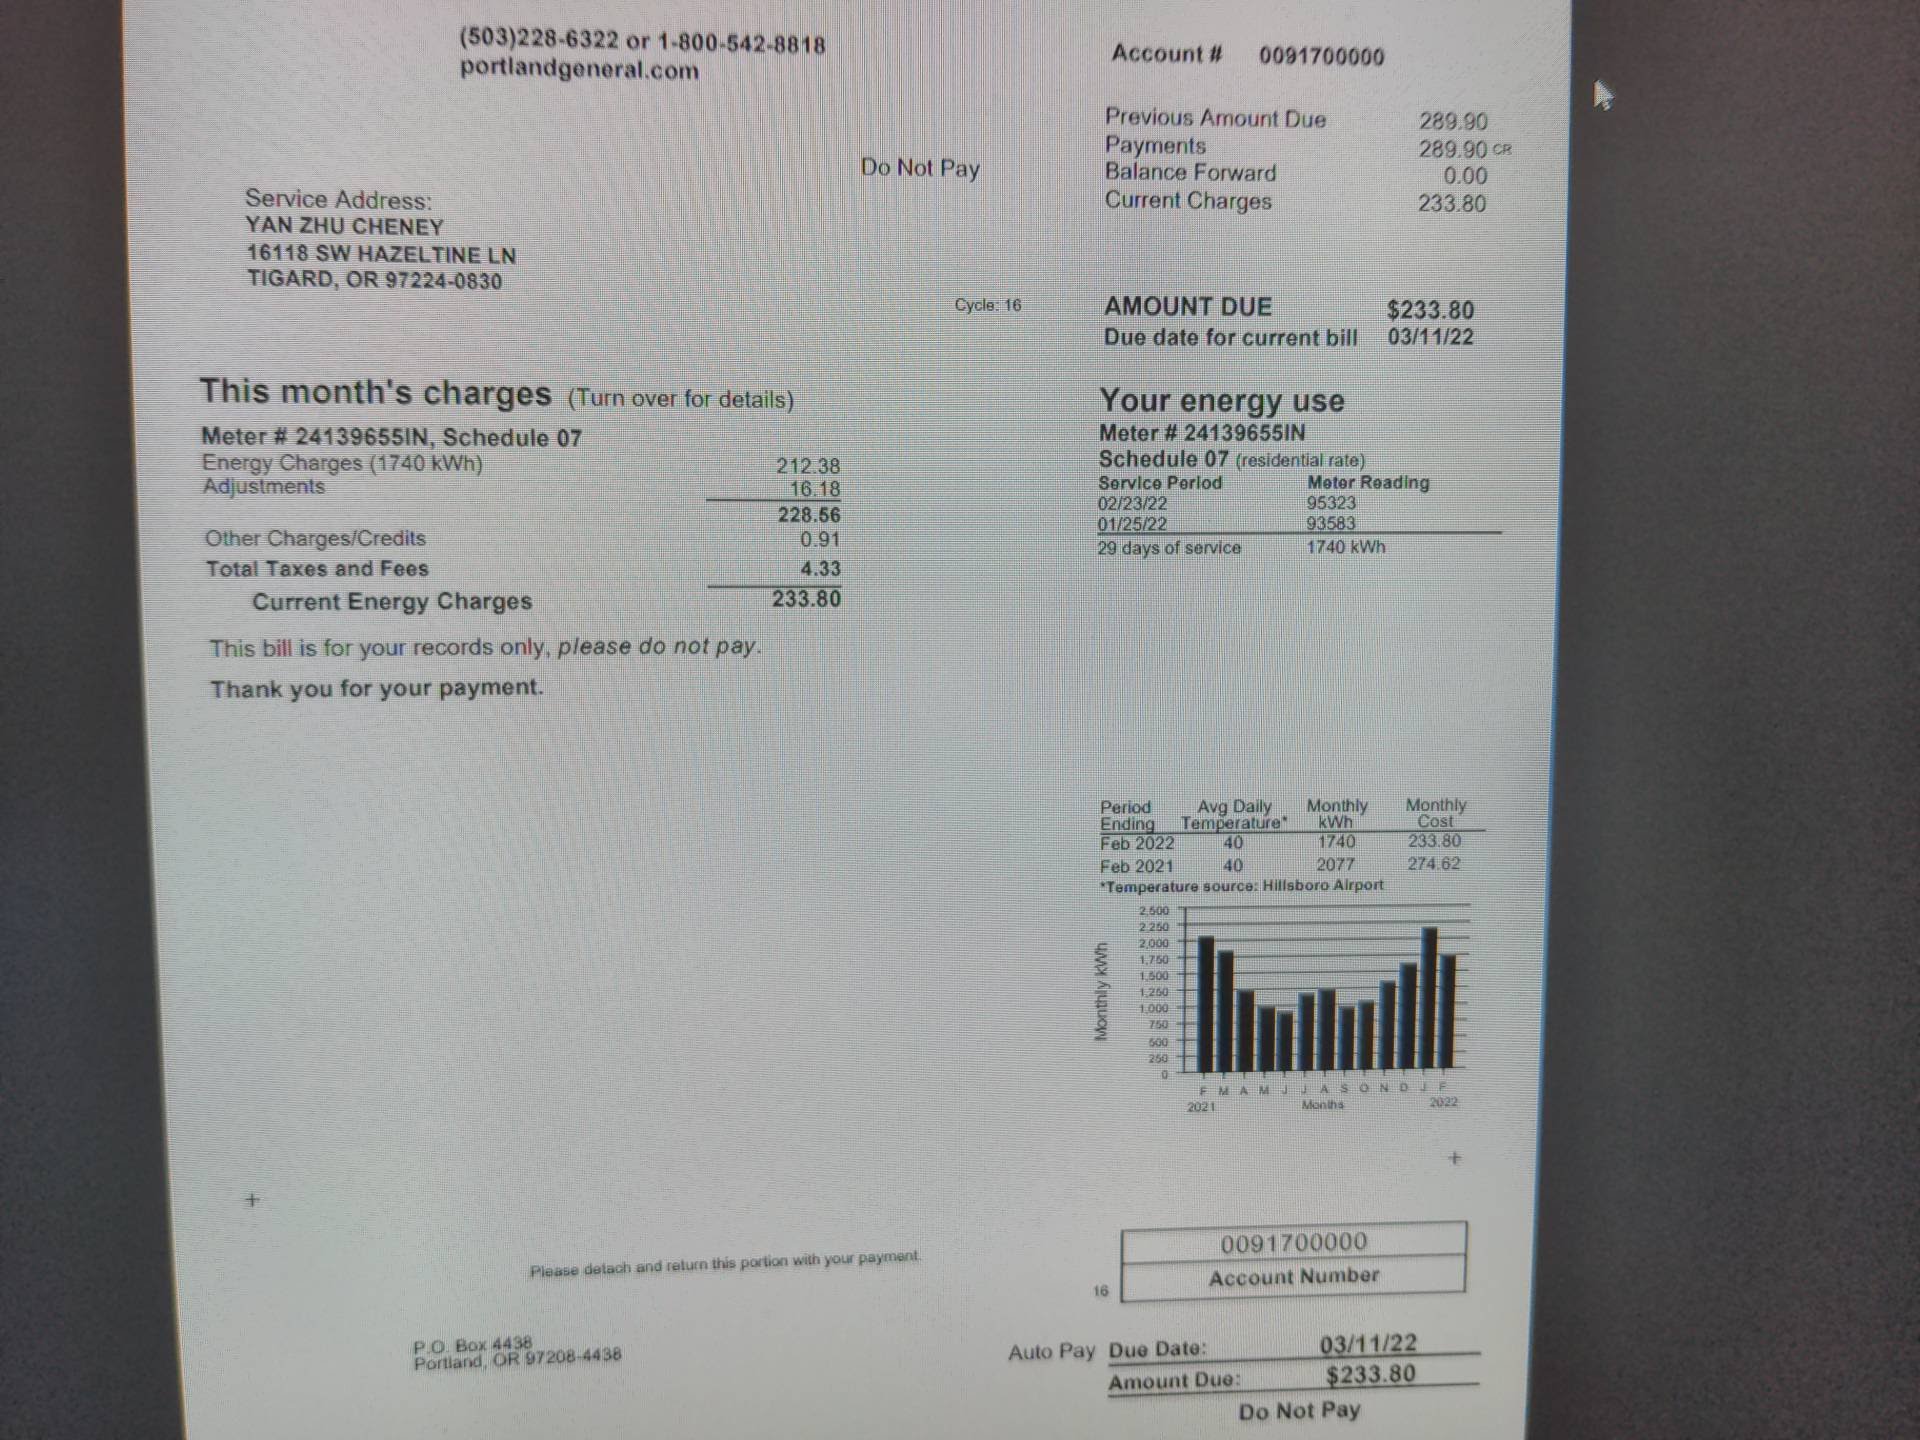 (503)228-6322 or 1-800-542-8818
portlandgeneral.com
Account # 0091700000
Previous Amount Due 289.90
Payments 289.90 CR
Balance Forward 0.00
Current Charges 233.80
Do Not Pay
Service Address:
YAN ZHU CHENEY
16118 SW HAZELTINE LN
TIGARD, OR 97224-0830
Cycle: 16
AMOUNT DUE $233.80
Due date for current bill 03/11/22
This month's charges (Turn over for details)
Meter # 24139655IN, Schedule 07
Energy Charges (1740 kWh) 212.38
Adjustments 16.18
228.56
Other Charges/Credits 0.91
Total Taxes and Fees 4.33
Current Energy Charges 233.80
This bill is for your records only, please do not pay.
Thank you for your payment.
Your energy use
Meter # 24139655IN
Schedule 07 (residential rate)
Service Period Meter Reading
02/23/22 95323
01/25/22 93583
29 days of service 1740 kWh
Period Avg Daily Monthly Monthly
Ending Temperature* kWh Cost
Feb 2022 40 1740 233.80
Feb 2021 40 2077 274.62
*Temperature source: Hillsboro Airport
Monthly kWh
2,500
2,250
2,000
1,750
1,500
1,250
1,000
750
500
250
0
F M A M J J A S O N D J F
2021 Months 2022
+
+
Please detach and return this portion with your payment.
0091700000
16 Account Number
P.O. Box 4438
Portland, OR 97208-4438
Auto Pay Due Date: 03/11/22
Amount Due: $233.80
Do Not Pay